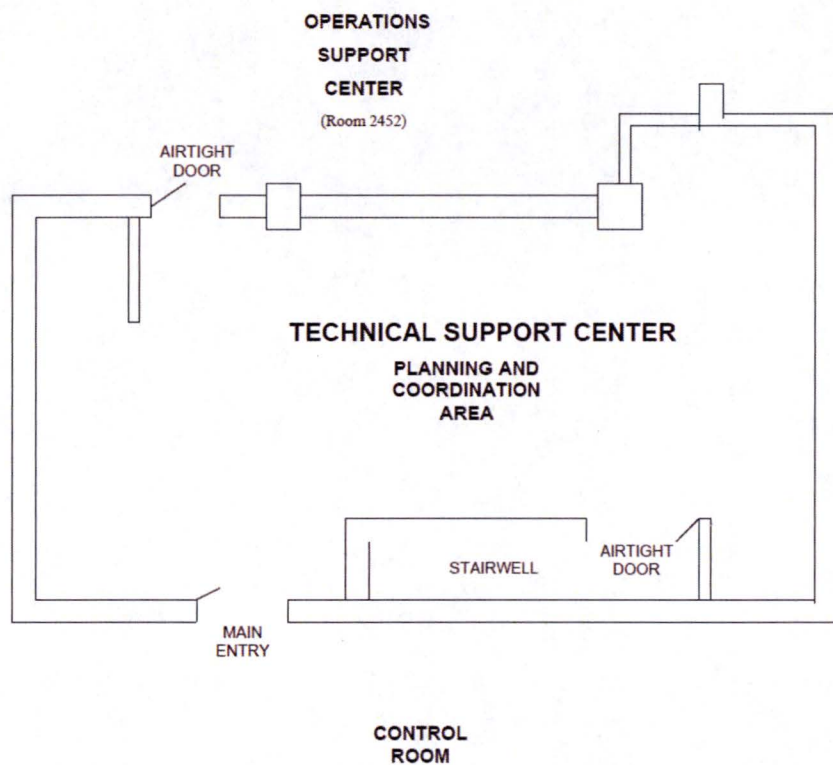 OPERATIONS
SUPPORT
CENTER
(Room 2452)
AIRTIGHT
DOOR
TECHNICAL SUPPORT CENTER
PLANNING AND
COORDINATION
AREA
STAIRWELL
AIRTIGHT
DOOR
MAIN
ENTRY
CONTROL
ROOM